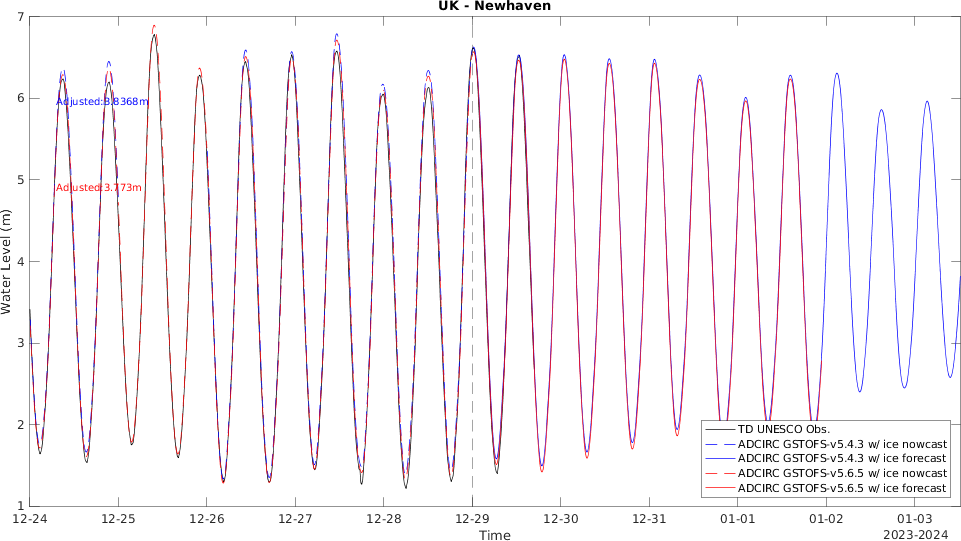 UK - Newhaven
7
6
5
4
3
2
1
Water Level (m)
Adjusted:3.8368m
Adjusted:3.773m
TD UNESCO Obs.
ADCIRC GSTOFS-v5.4.3 w/ ice nowcast
ADCIRC GSTOFS-v5.4.3 w/ ice forecast
ADCIRC GSTOFS-v5.6.5 w/ ice nowcast
ADCIRC GSTOFS-v5.6.5 w/ ice forecast
12-24 12-25 12-26 12-27 12-28 12-29 12-30 12-31 01-01 01-02 01-03
Time
2023-2024